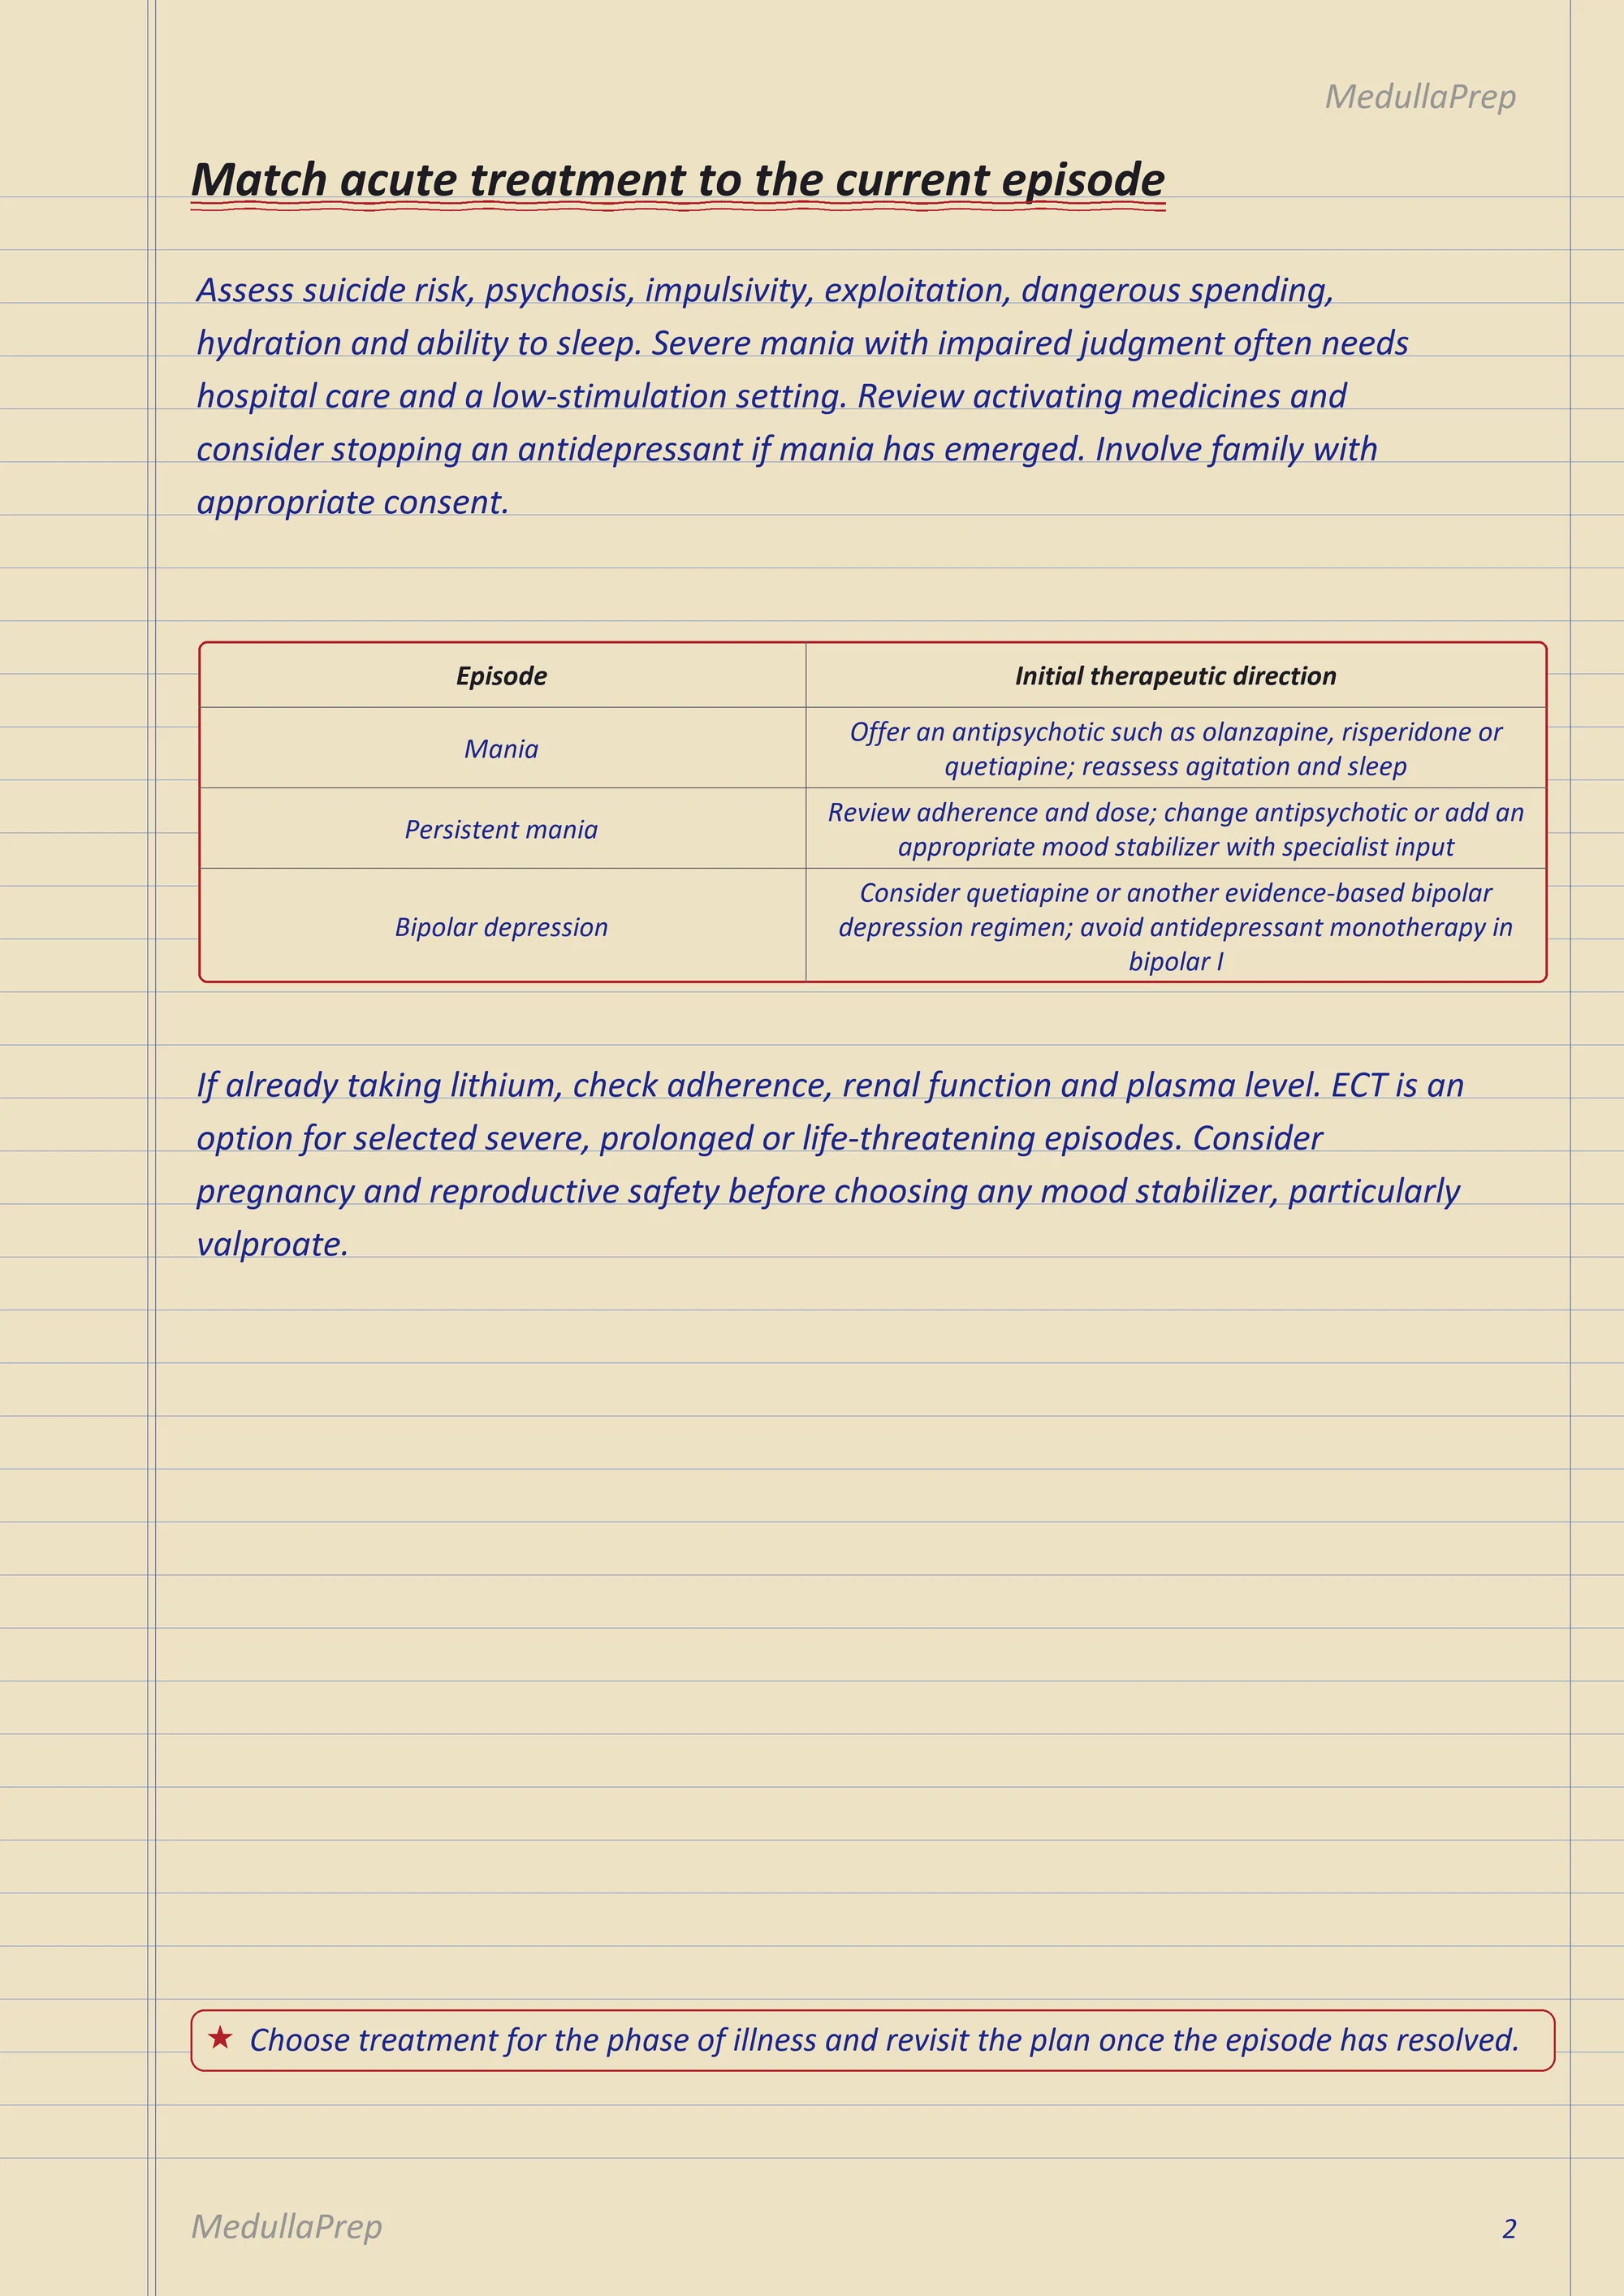 MedullaPrep
Match acute treatment to the current episode
Assess suicide risk, psychosis, impulsivity, exploitation, dangerous spending,
hydration and ability to sleep. Severe mania with impaired judgment often needs
hospital care and a low-stimulation setting. Review activating medicines and
consider stopping an antidepressant if mania has emerged. Involve family with
appropriate consent.
Episode
Initial therapeutic direction
Mania
Offer an antipsychotic such as olanzapine, risperidone or
quetiapine; reassess agitation and sleep
Persistent mania
Review adherence and dose; change antipsychotic or add an
appropriate mood stabilizer with specialist input
Bipolar depression
Consider quetiapine or another evidence-based bipolar
depression regimen; avoid antidepressant monotherapy in
bipolar I
If already taking lithium, check adherence, renal function and plasma level. ECT is an
option for selected severe, prolonged or life-threatening episodes. Consider
pregnancy and reproductive safety before choosing any mood stabilizer, particularly
valproate.
★ Choose treatment for the phase of illness and revisit the plan once the episode has resolved.
MedullaPrep
2